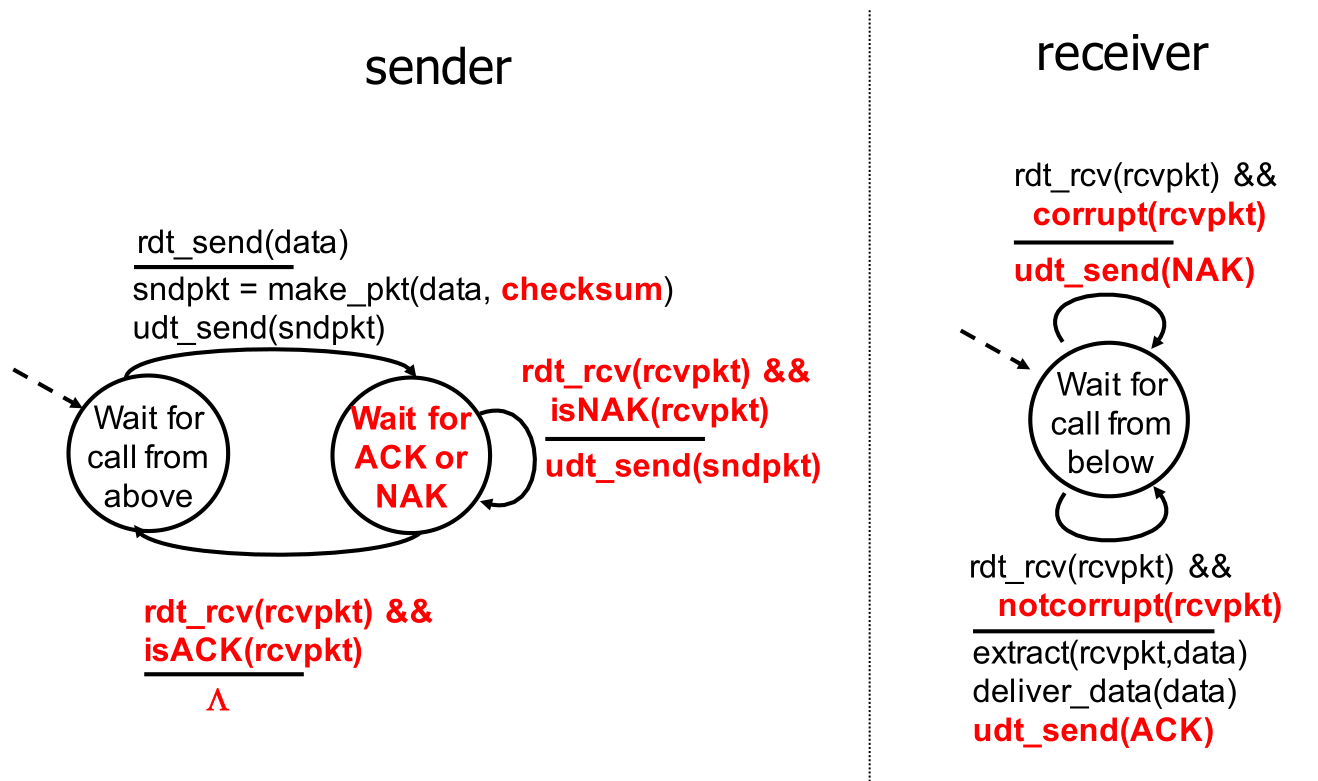 sender
rdt_send(data)
sndpkt = make_pkt(data, checksum)
udt_send(sndpkt)
Wait for
call from
above
Wait for
ACK or
NAK
rdt_rcv(rcvpkt) &&
isNAK(rcvpkt)
udt_send(sndpkt)
rdt_rcv(rcvpkt) &&
isACK(rcvpkt)
Λ
receiver
rdt_rcv(rcvpkt) &&
corrupt(rcvpkt)
udt_send(NAK)
Wait for
call from
below
rdt_rcv(rcvpkt) &&
notcorrupt(rcvpkt)
extract(rcvpkt,data)
deliver_data(data)
udt_send(ACK)